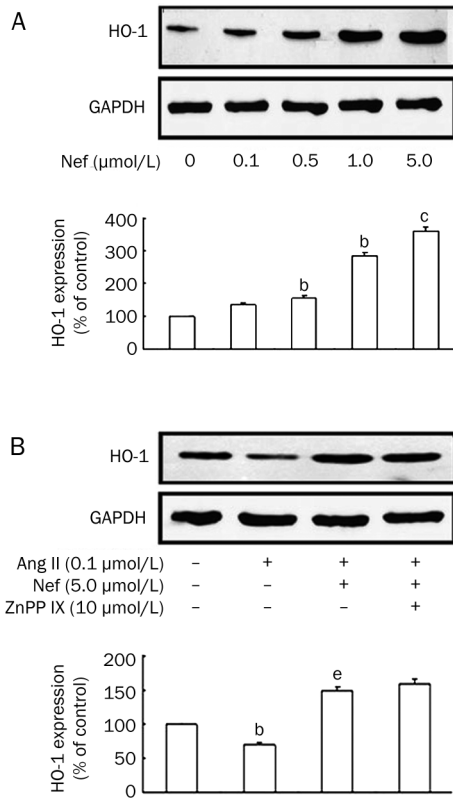 A
HO-1
GAPDH
Nef (µmol/L) 0 0.1 0.5 1.0 5.0
HO-1 expression
(% of control)
400
300
200
100
0
b
b
c
B
HO-1
GAPDH
Ang II (0.1 µmol/L) – + + +
Nef (5.0 µmol/L) – – + +
ZnPP IX (10 µmol/L) – – – +
HO-1 expression
(% of control)
200
150
100
50
0
b
e